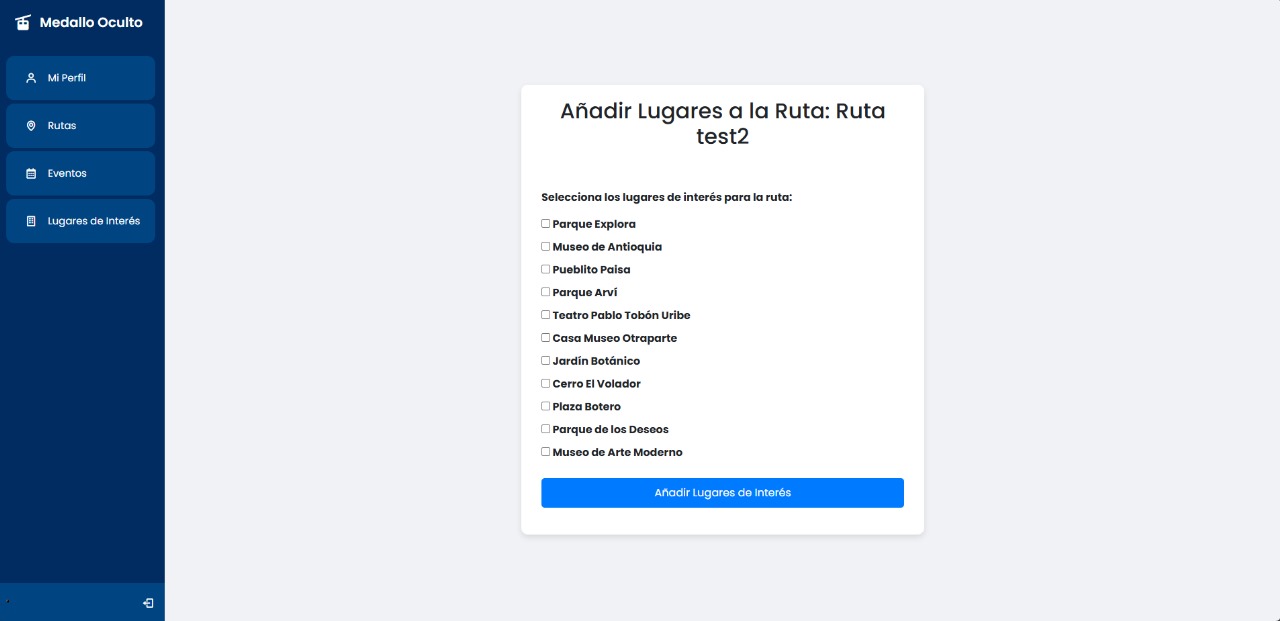 Medallo Oculto
Mi Perfil
Rutas
Eventos
Lugares de Interés
Añadir Lugares a la Ruta: Ruta
test2
Selecciona los lugares de interés para la ruta:
Parque Explora
Museo de Antioquia
Pueblito Paisa
Parque Arví
Teatro Pablo Tobón Uribe
Casa Museo Otraparte
Jardín Botánico
Cerro El Volador
Plaza Botero
Parque de los Deseos
Museo de Arte Moderno
Añadir Lugares de Interés